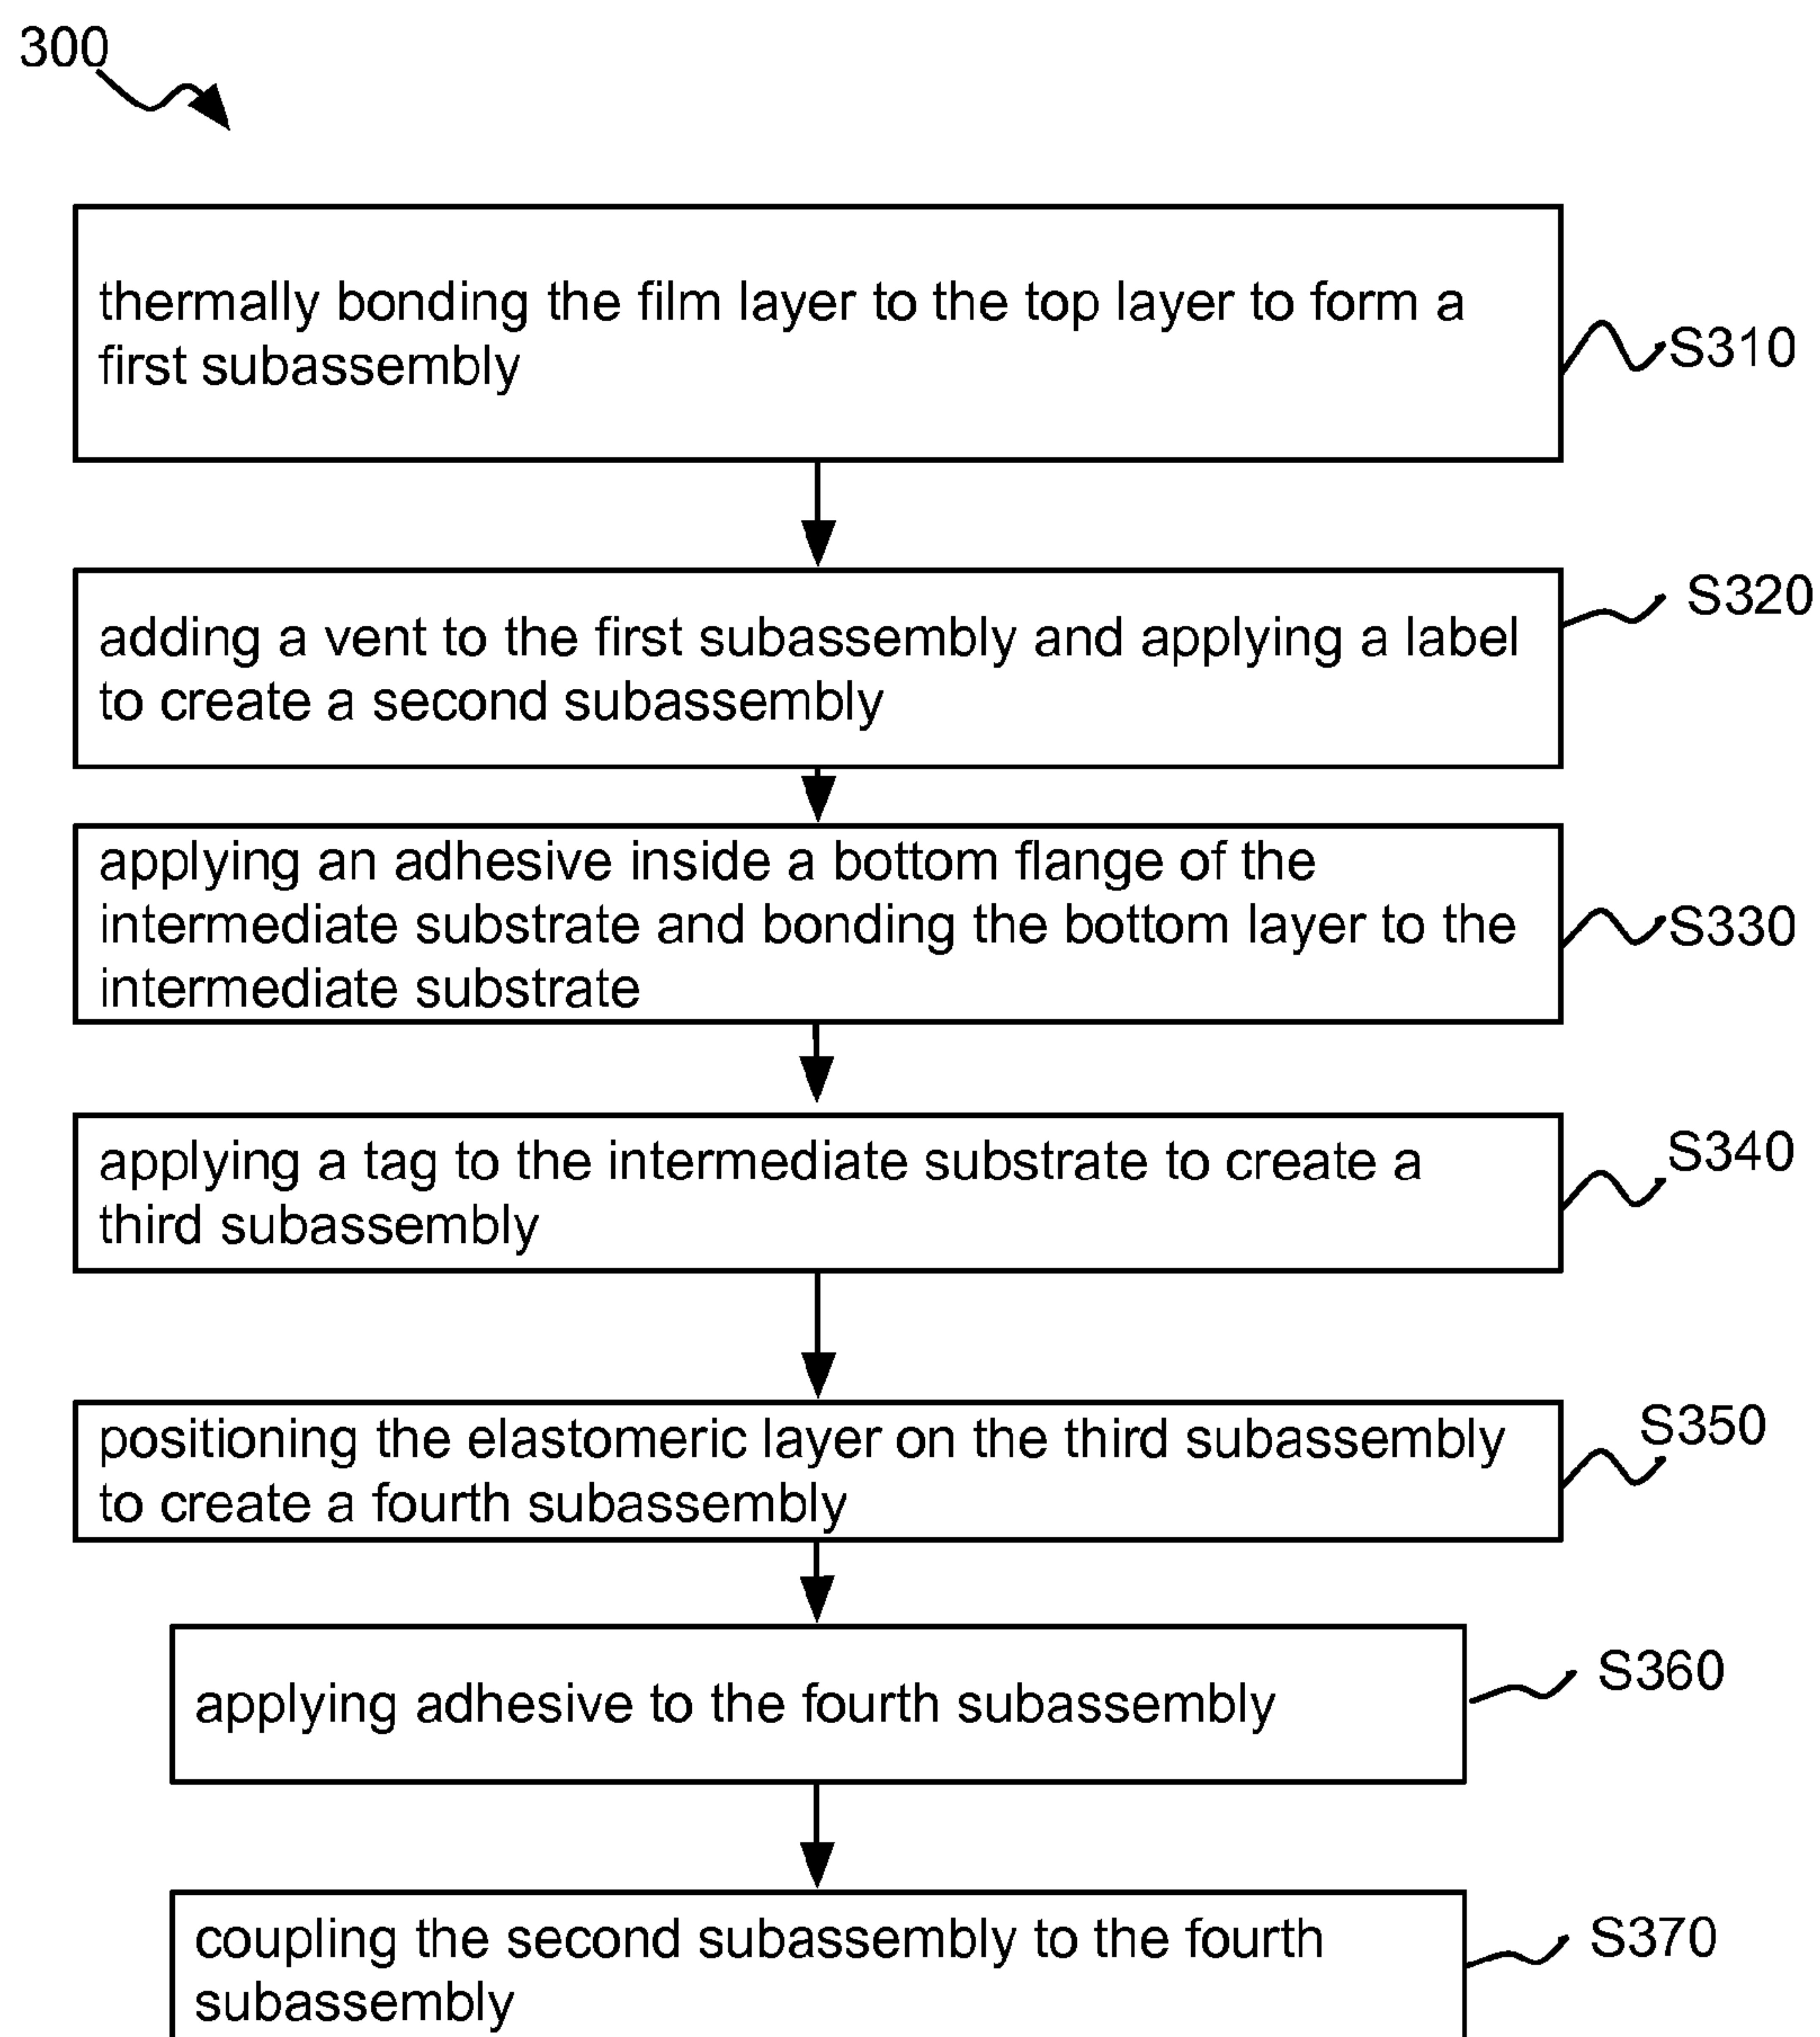 300
thermally bonding the film layer to the top layer to form a
first subassembly
S310
adding a vent to the first subassembly and applying a label
to create a second subassembly
S320
applying an adhesive inside a bottom flange of the
intermediate substrate and bonding the bottom layer to the
intermediate substrate
S330
applying a tag to the intermediate substrate to create a
third subassembly
S340
positioning the elastomeric layer on the third subassembly
to create a fourth subassembly
S350
applying adhesive to the fourth subassembly
S360
coupling the second subassembly to the fourth
subassembly
S370